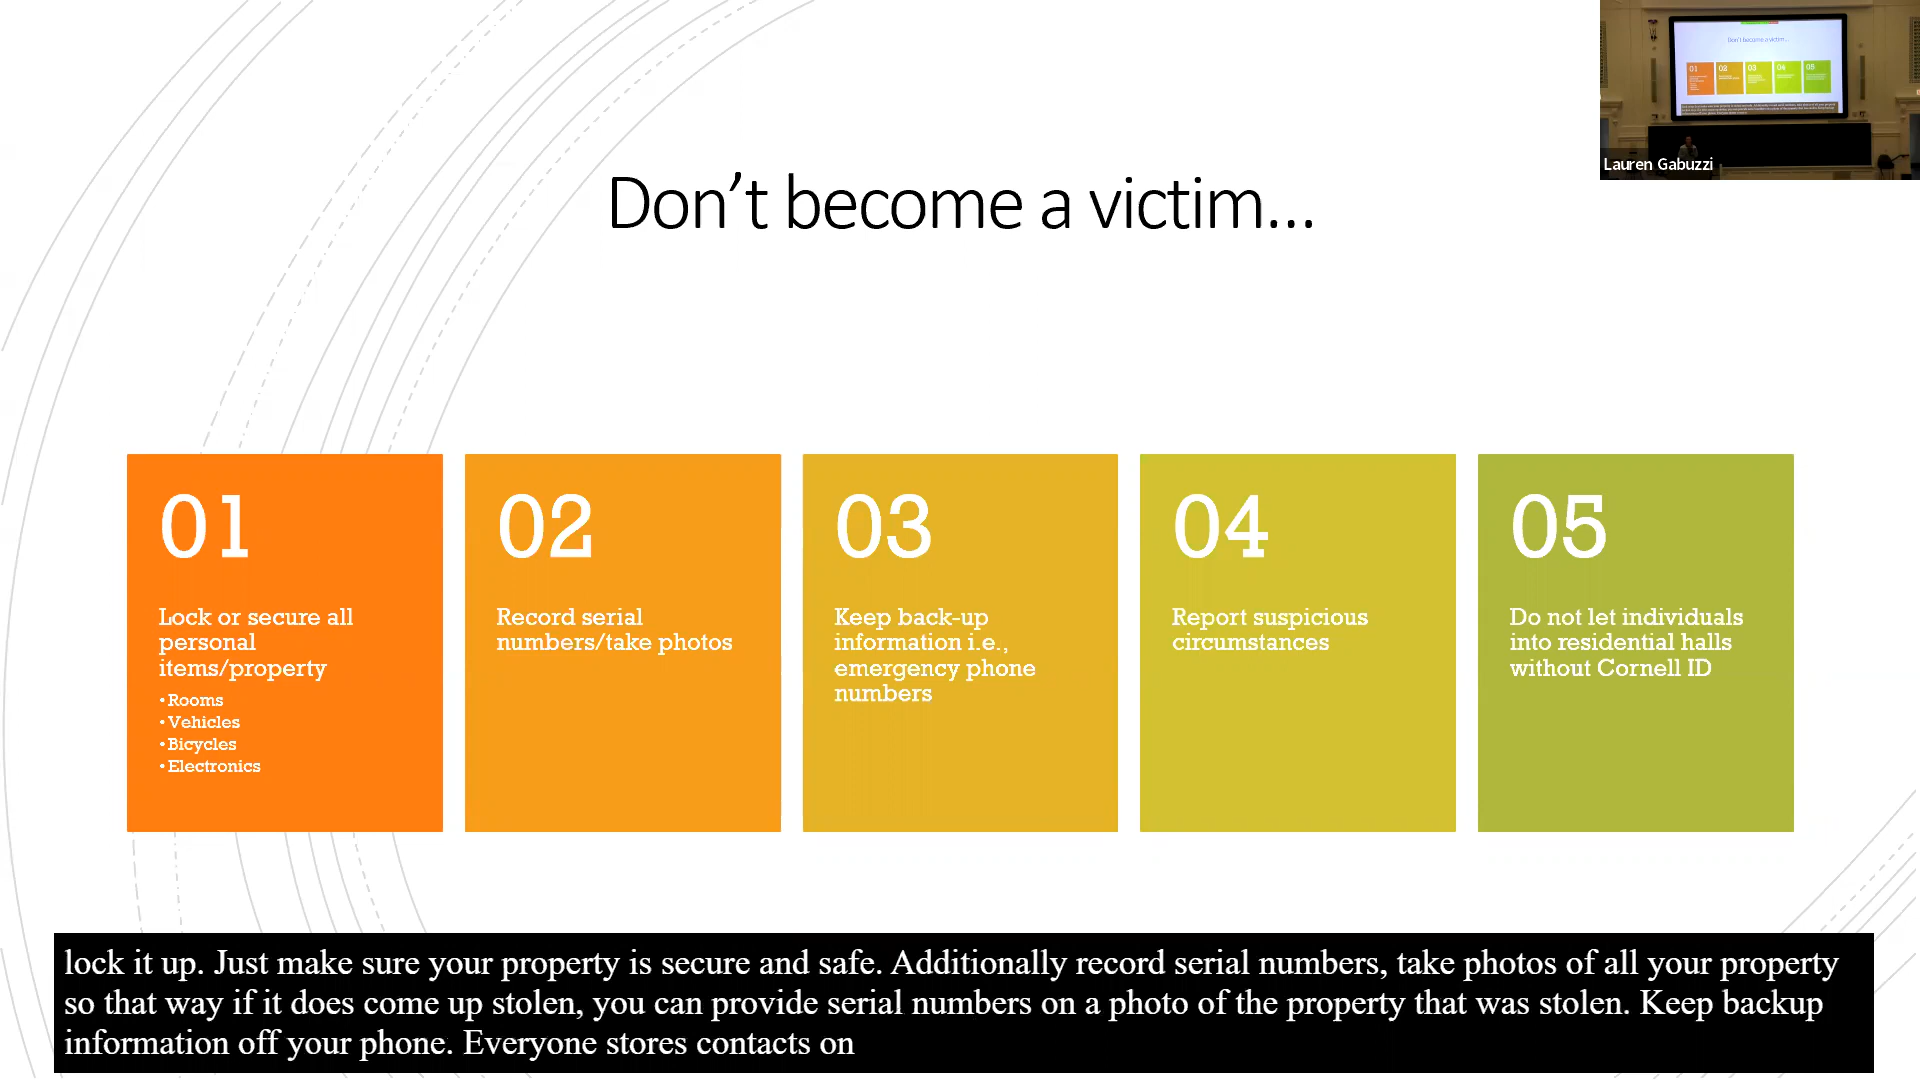 Don’t become a victim...
Lauren Gabuzzi
01
Lock or secure all
personal
items/property
• Rooms
• Vehicles
• Bicycles
• Electronics
02
Record serial
numbers/take photos
03
Keep back-up
information i.e.,
emergency phone
numbers
04
Report suspicious
circumstances
05
Do not let individuals
into residential halls
without Cornell ID
lock it up. Just make sure your property is secure and safe. Additionally record serial numbers, take photos of all your property
so that way if it does come up stolen, you can provide serial numbers on a photo of the property that was stolen. Keep backup
information off your phone. Everyone stores contacts on